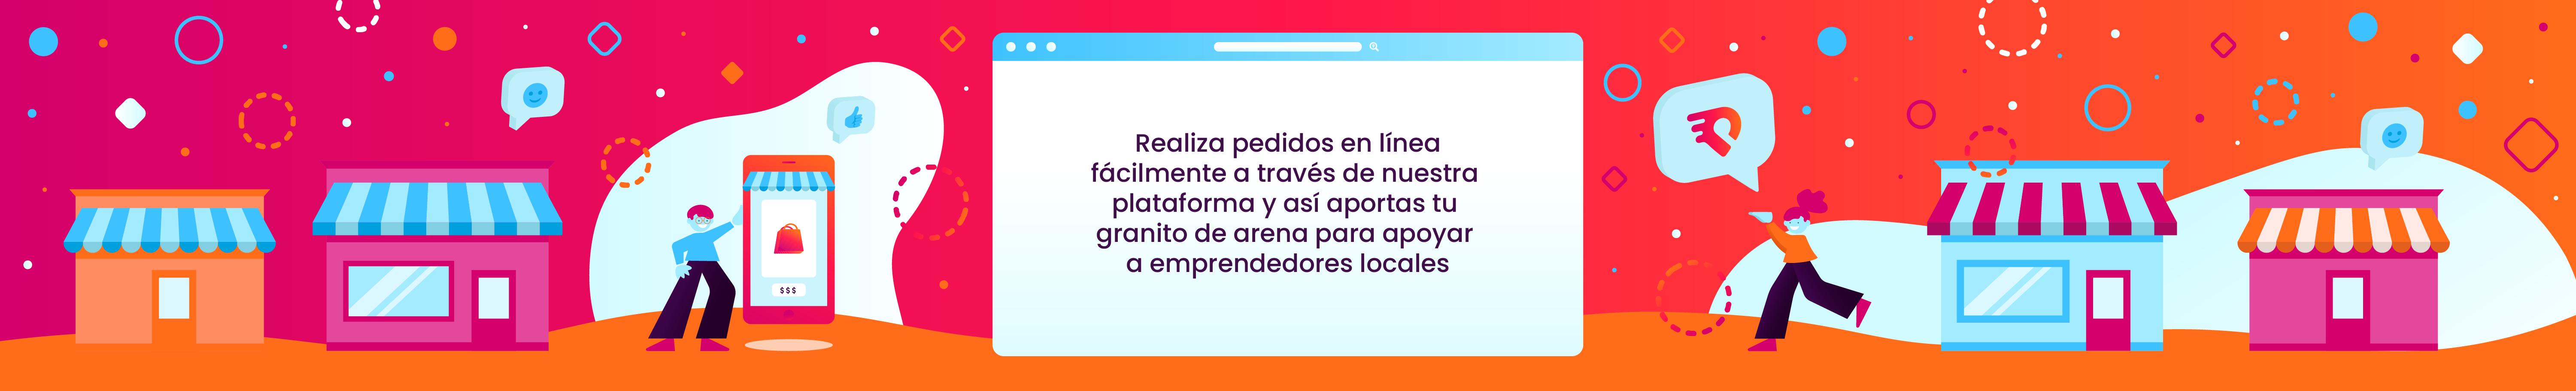 Realiza pedidos en línea
fácilmente a través de nuestra
plataforma y así aportas tu
granito de arena para apoyar
a emprendedores locales
$$$